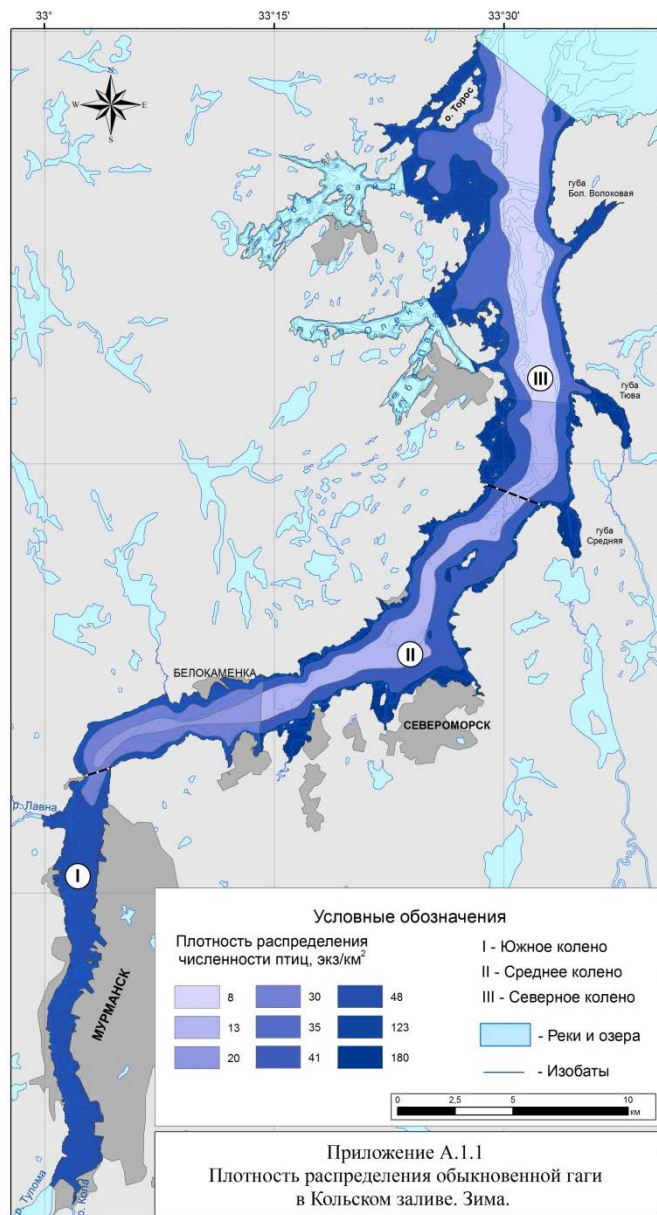 33° 33°15' 33°30'
N
W E
S
о. Торос
губа
Бол. Волоковая
III
губа
Тюва
губа
Средняя
II
БЕЛОКАМЕНКА
СЕВЕРОМОРСК
р. Лавна
I
МУРМАНСК
р. Тулома
р. Кола
Условные обозначения
Плотность распределения
численности птиц, экз/км²
8 30 48
13 35 123
20 41 180
I - Южное колено
II - Среднее колено
III - Северное колено
- Реки и озера
- Изобаты
0 2,5 5 10
км
Приложение А.1.1
Плотность распределения обыкновенной гаги
в Кольском заливе. Зима.